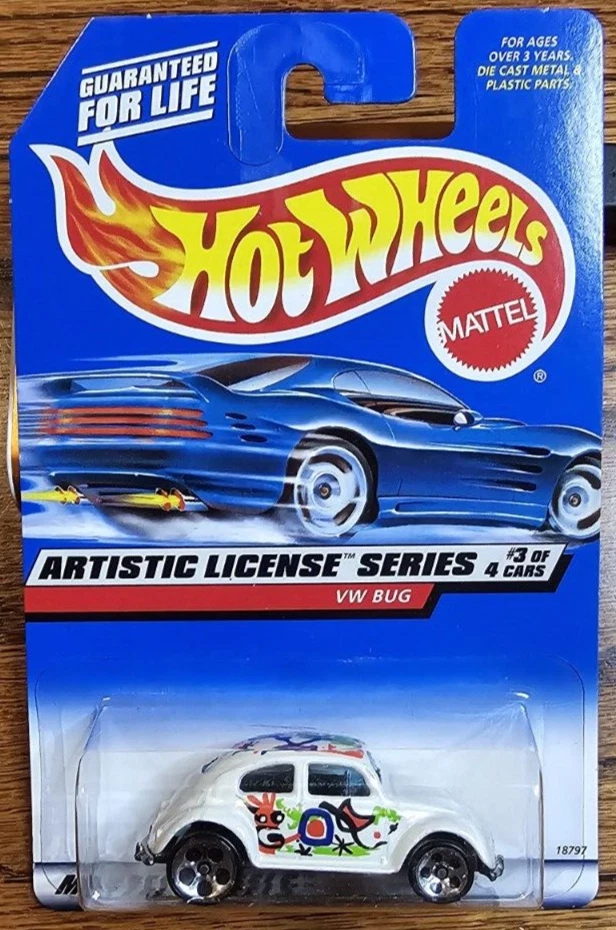 GUARANTEED
FOR LIFE
FOR AGES
OVER 3 YEARS.
DIE CAST METAL &
PLASTIC PARTS.
HOT WHEELS
MATTEL
®
ARTISTIC LICENSE™ SERIES #3 OF
4 CARS
VW BUG
18797